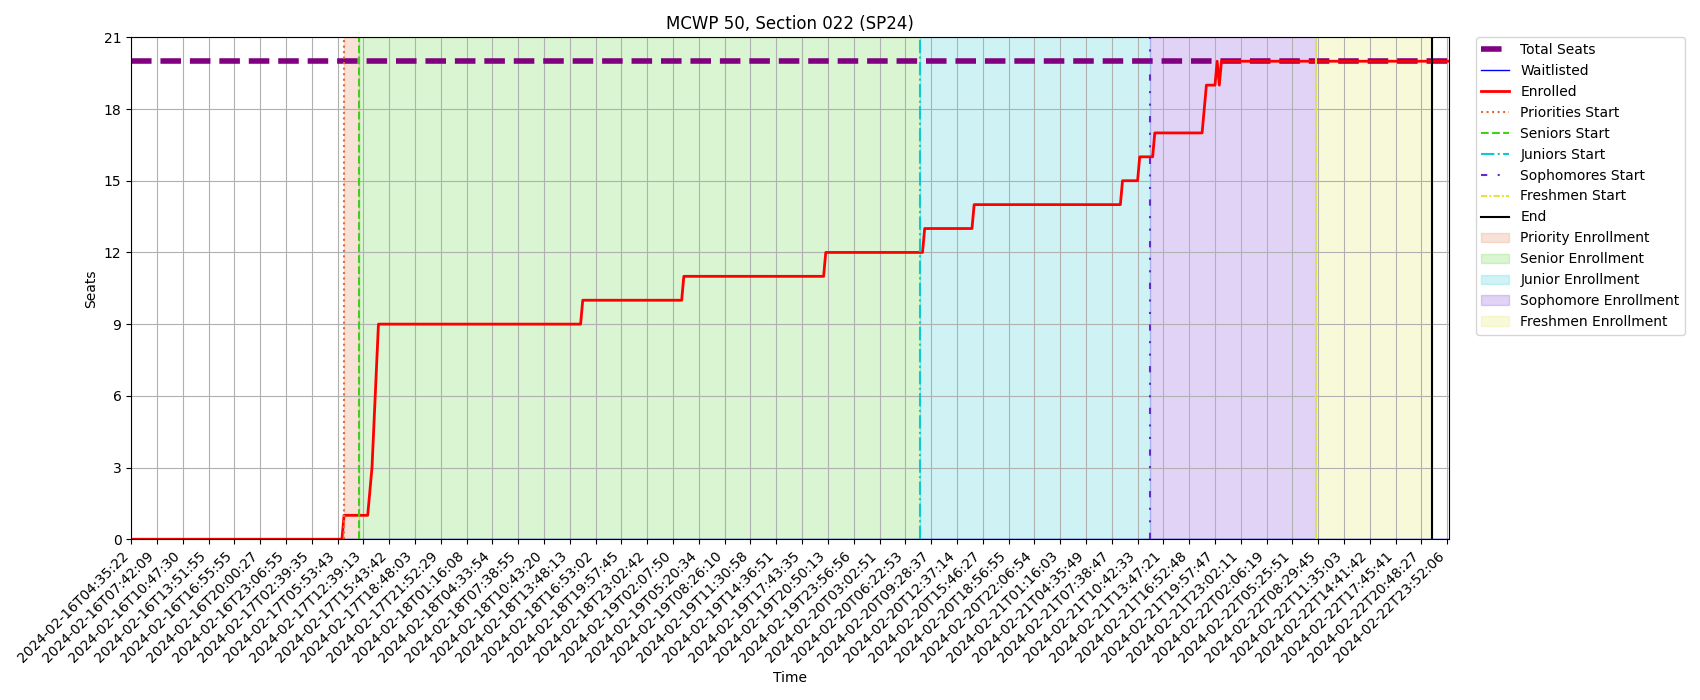 MCWP 50, Section 022 (SP24)
21
18
15
12
9
6
3
0
Seats
2024-02-16T04:35:22
2024-02-16T07:42:09
2024-02-16T10:47:30
2024-02-16T13:51:55
2024-02-16T16:55:55
2024-02-16T20:00:27
2024-02-16T23:06:55
2024-02-17T02:39:35
2024-02-17T05:53:43
2024-02-17T12:39:13
2024-02-17T15:43:42
2024-02-17T18:48:03
2024-02-17T21:52:29
2024-02-18T01:16:08
2024-02-18T04:33:54
2024-02-18T07:38:55
2024-02-18T10:43:20
2024-02-18T13:48:13
2024-02-18T16:53:02
2024-02-18T19:57:45
2024-02-18T23:02:42
2024-02-19T02:07:50
2024-02-19T05:20:34
2024-02-19T08:26:10
2024-02-19T11:30:58
2024-02-19T14:36:51
2024-02-19T17:43:35
2024-02-19T20:50:13
2024-02-19T23:56:56
2024-02-20T03:02:51
2024-02-20T06:22:53
2024-02-20T09:28:37
2024-02-20T12:37:14
2024-02-20T15:46:27
2024-02-20T18:56:55
2024-02-20T22:06:54
2024-02-21T01:16:03
2024-02-21T04:35:49
2024-02-21T07:38:47
2024-02-21T10:42:33
2024-02-21T13:47:21
2024-02-21T16:52:48
2024-02-21T19:57:47
2024-02-21T23:02:11
2024-02-22T02:06:19
2024-02-22T05:25:51
2024-02-22T08:29:45
2024-02-22T11:35:03
2024-02-22T14:41:42
2024-02-22T17:45:41
2024-02-22T20:48:27
2024-02-22T23:52:06
Time
Total Seats
Waitlisted
Enrolled
Priorities Start
Seniors Start
Juniors Start
Sophomores Start
Freshmen Start
End
Priority Enrollment
Senior Enrollment
Junior Enrollment
Sophomore Enrollment
Freshmen Enrollment